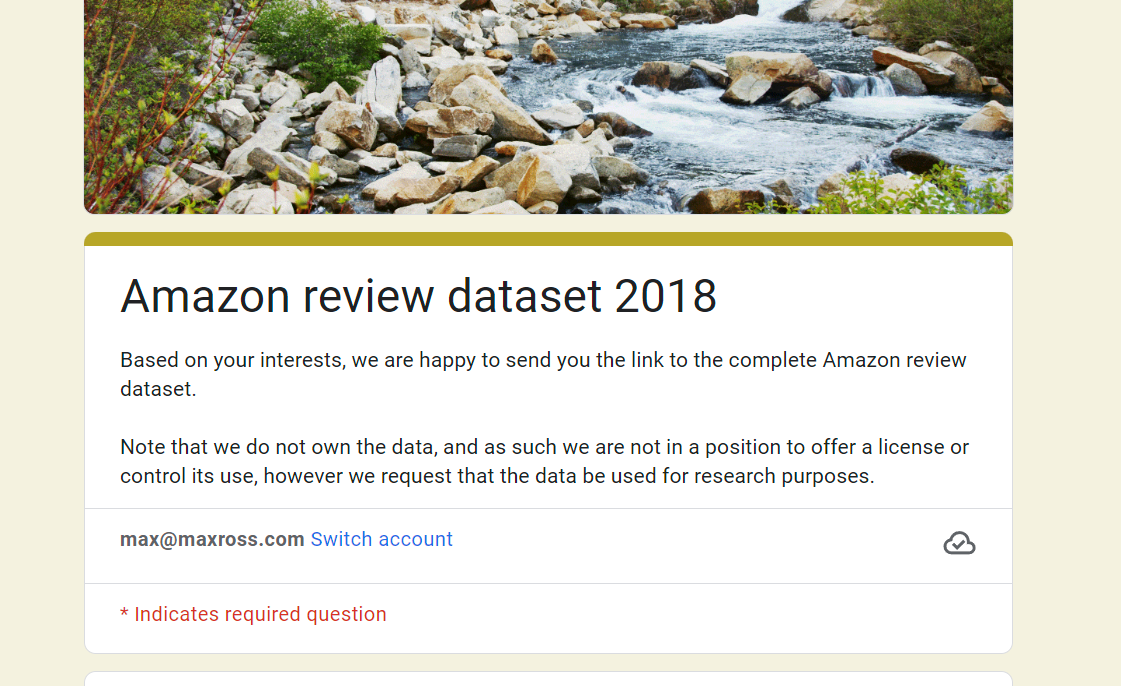 Amazon review dataset 2018
Based on your interests, we are happy to send you the link to the complete Amazon review
dataset.
Note that we do not own the data, and as such we are not in a position to offer a license or
control its use, however we request that the data be used for research purposes.
max@maxross.com Switch account
* Indicates required question